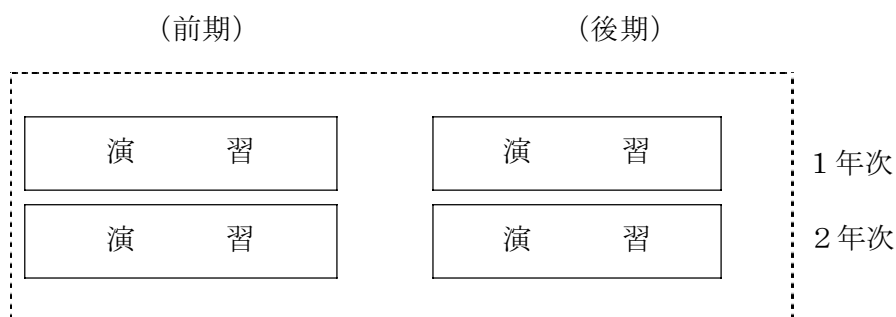 （前期）　（後期）
演　習　演　習　１年次
演　習　演　習　２年次